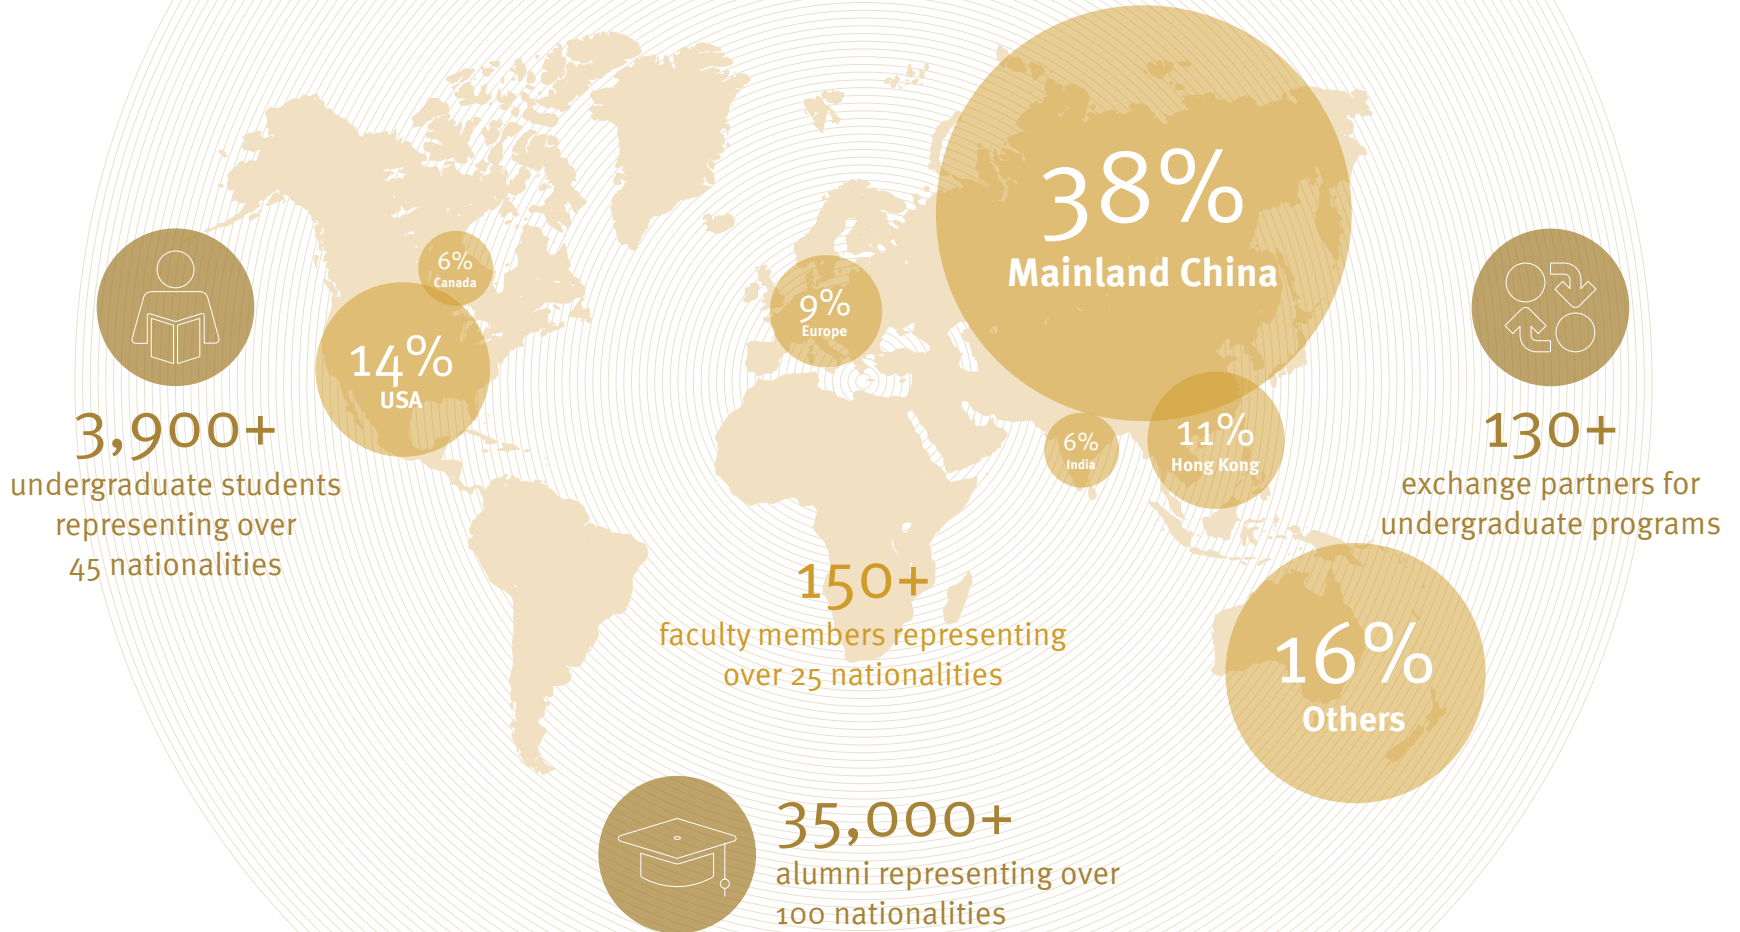 38%
Mainland China
6%
Canada
14%
USA
9%
Europe
6%
India
11%
Hong Kong
16%
Others
3,900+
undergraduate students
representing over
45 nationalities
130+
exchange partners for
undergraduate programs
150+
faculty members representing
over 25 nationalities
35,000+
alumni representing over
100 nationalities